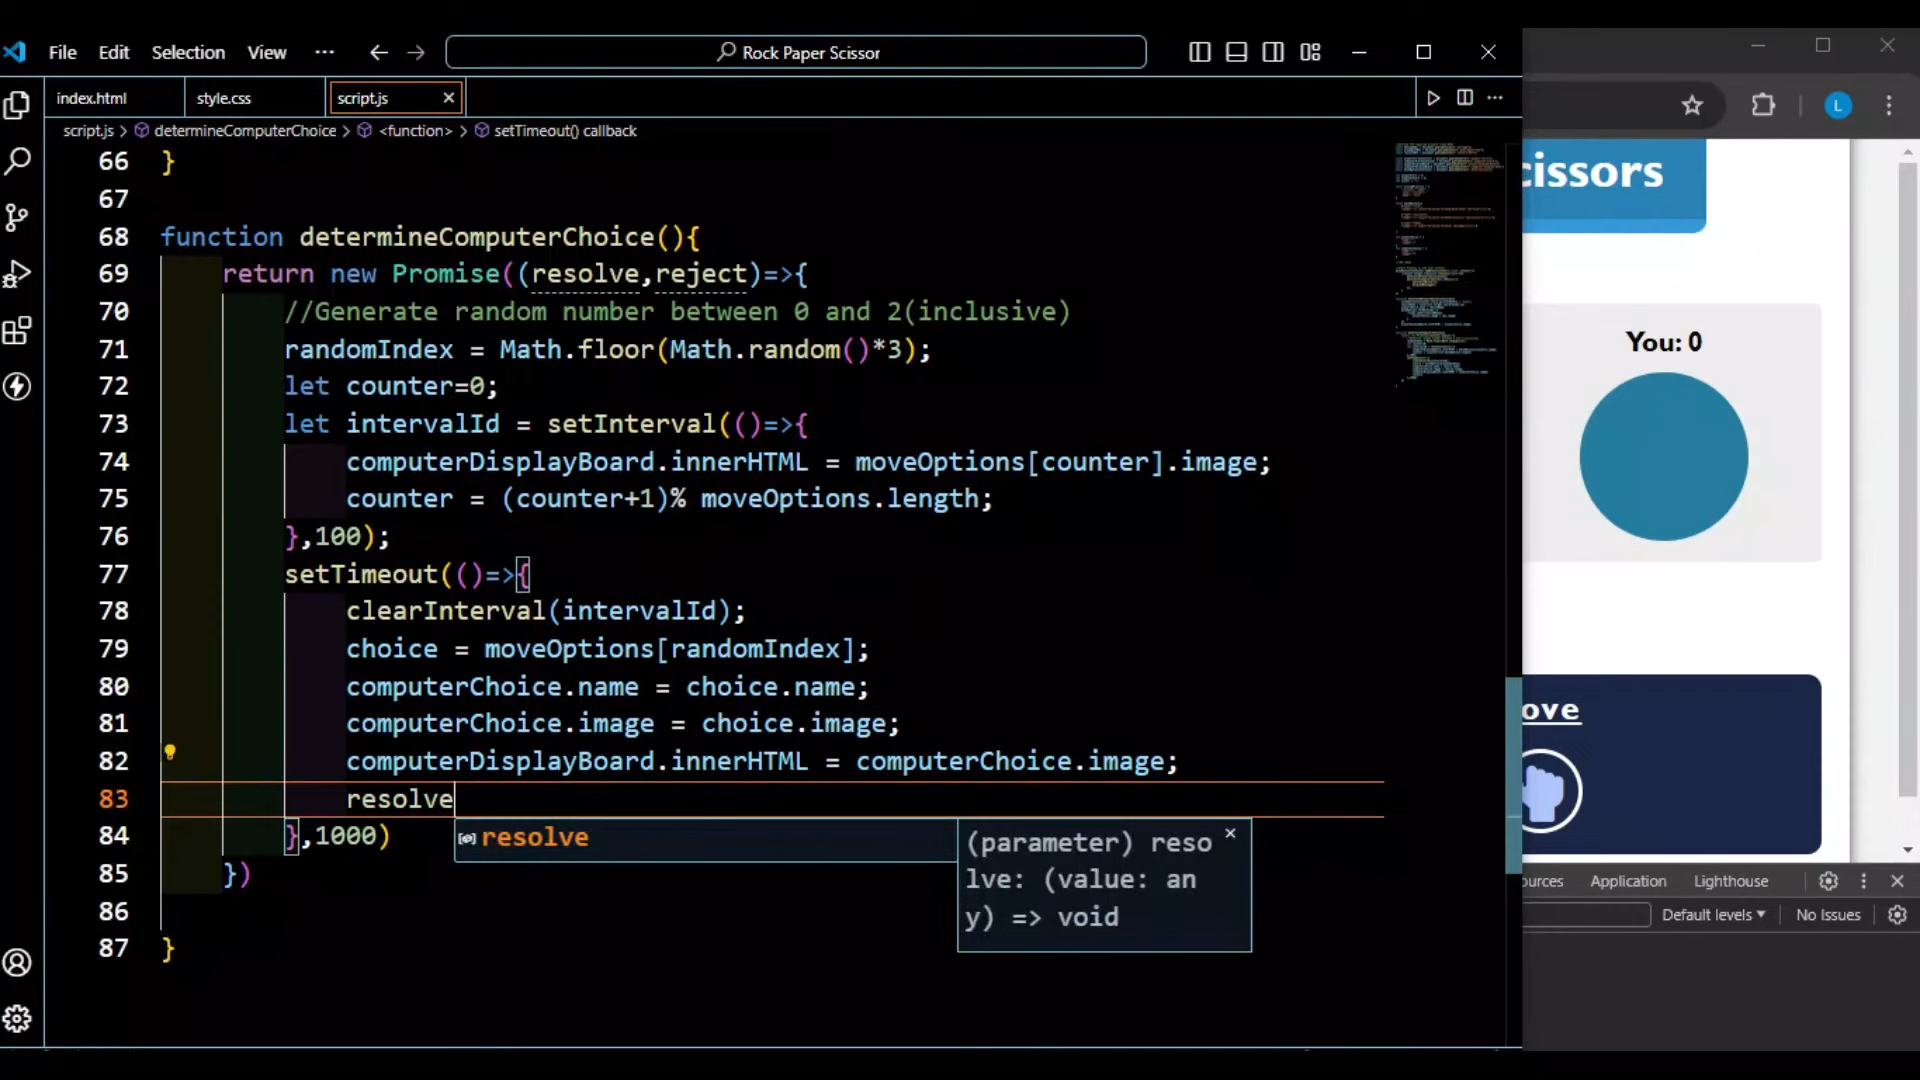 File Edit Selection View ··· Rock Paper Scissor
index.html style.css script.js
script.js > determineComputerChoice > <function> > setTimeout() callback
66 }
67
68 function determineComputerChoice(){
69 return new Promise((resolve,reject)=>{
70 //Generate random number between 0 and 2(inclusive)
71 randomIndex = Math.floor(Math.random()*3);
72 let counter=0;
73 let intervalId = setInterval(()=>{
74 computerDisplayBoard.innerHTML = moveOptions[counter].image;
75 counter = (counter+1)% moveOptions.length;
76 },100);
77 setTimeout(()=>{
78 clearInterval(intervalId);
79 choice = moveOptions[randomIndex];
80 computerChoice.name = choice.name;
81 computerChoice.image = choice.image;
82 computerDisplayBoard.innerHTML = computerChoice.image;
83 resolve
84 },1000)
85 })
86
87 }
resolve
(parameter) reso
lve: (value: an
y) => void
L
cissors
You: 0
ove
ources Application Lighthouse
Default levels No Issues